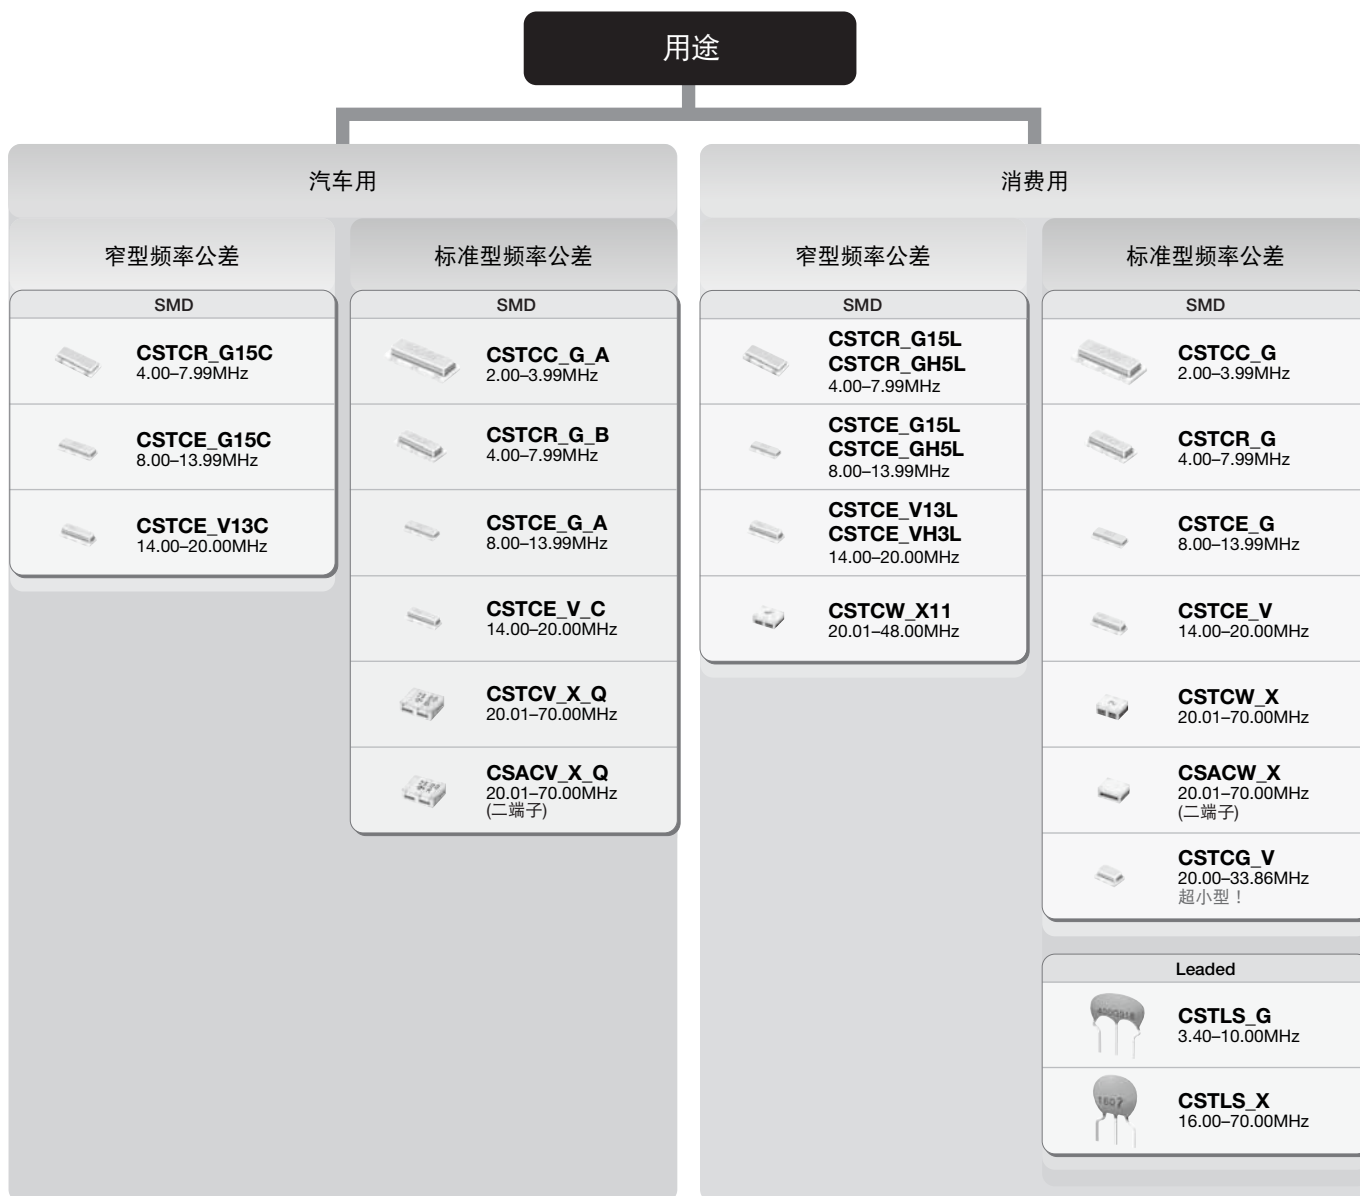 用途
汽车用
窄型频率公差
SMD
CSTCR_G15C
4.00–7.99MHz
CSTCE_G15C
8.00–13.99MHz
CSTCE_V13C
14.00–20.00MHz
标准型频率公差
SMD
CSTCC_G_A
2.00–3.99MHz
CSTCR_G_B
4.00–7.99MHz
CSTCE_G_A
8.00–13.99MHz
CSTCE_V_C
14.00–20.00MHz
CSTCV_X_Q
20.01–70.00MHz
CSACV_X_Q
20.01–70.00MHz
(二端子)
消费用
窄型频率公差
SMD
CSTCR_G15L
CSTCR_GH5L
4.00–7.99MHz
CSTCE_G15L
CSTCE_GH5L
8.00–13.99MHz
CSTCE_V13L
CSTCE_VH3L
14.00–20.00MHz
CSTCW_X11
20.01–48.00MHz
标准型频率公差
SMD
CSTCC_G
2.00–3.99MHz
CSTCR_G
4.00–7.99MHz
CSTCE_G
8.00–13.99MHz
CSTCE_V
14.00–20.00MHz
CSTCW_X
20.01–70.00MHz
CSACW_X
20.01–70.00MHz
(二端子)
CSTCG_V
20.00–33.86MHz
超小型！
Leaded
CSTLS_G
3.40–10.00MHz
CSTLS_X
16.00–70.00MHz